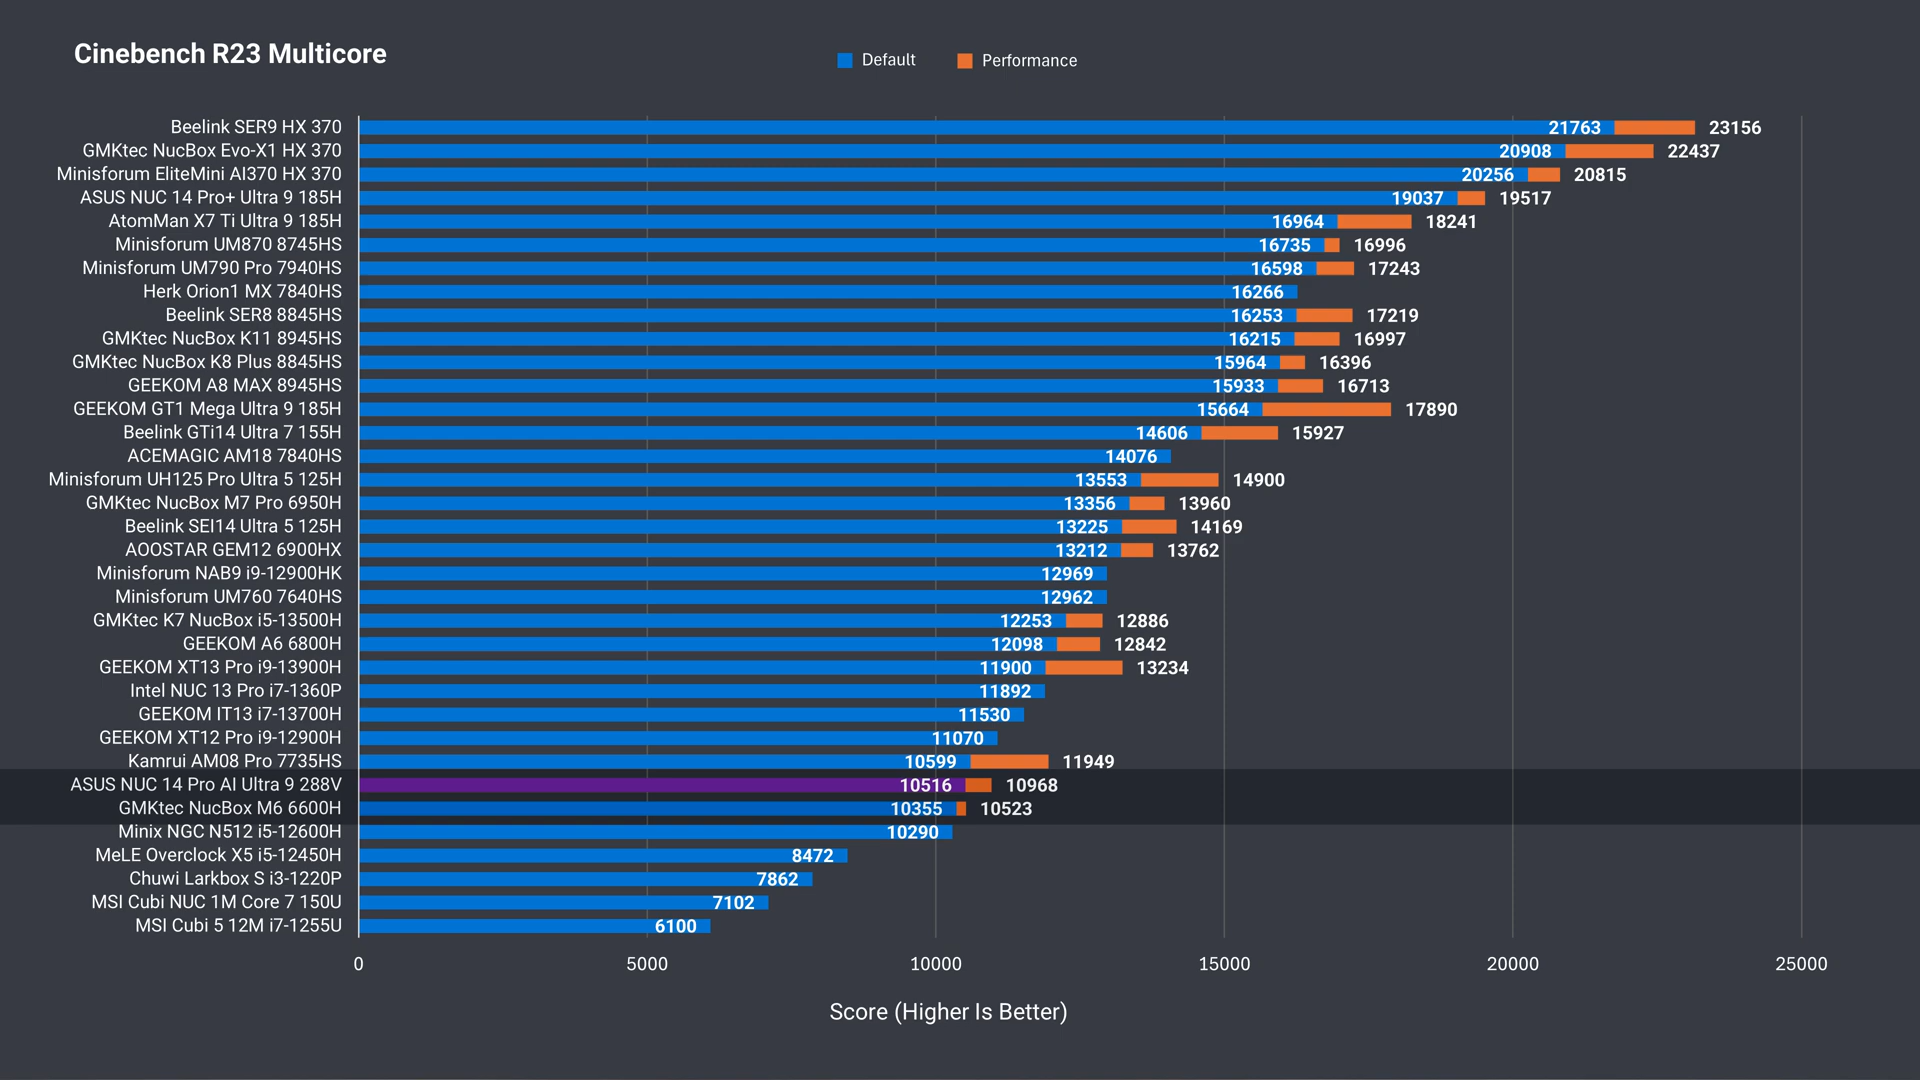 Cinebench R23 Multicore
Default Performance
Beelink SER9 HX 370 21763 23156
GMKtec NucBox Evo-X1 HX 370 20908 22437
Minisforum EliteMini AI370 HX 370 20256 20815
ASUS NUC 14 Pro+ Ultra 9 185H 19037 19517
AtomMan X7 Ti Ultra 9 185H 16964 18241
Minisforum UM870 8745HS 16735 16996
Minisforum UM790 Pro 7940HS 16598 17243
Herk Orion1 MX 7840HS 16266
Beelink SER8 8845HS 16253 17219
GMKtec NucBox K11 8945HS 16215 16997
GMKtec NucBox K8 Plus 8845HS 15964 16396
GEEKOM A8 MAX 8945HS 15933 16713
GEEKOM GT1 Mega Ultra 9 185H 15664 17890
Beelink GTi14 Ultra 7 155H 14606 15927
ACEMAGIC AM18 7840HS 14076
Minisforum UH125 Pro Ultra 5 125H 13553 14900
GMKtec NucBox M7 Pro 6950H 13356 13960
Beelink SEI14 Ultra 5 125H 13225 14169
AOOSTAR GEM12 6900HX 13212 13762
Minisforum NAB9 i9-12900HK 12969
Minisforum UM760 7640HS 12962
GMKtec K7 NucBox i5-13500H 12253 12886
GEEKOM A6 6800H 12098 12842
GEEKOM XT13 Pro i9-13900H 11900 13234
Intel NUC 13 Pro i7-1360P 11892
GEEKOM IT13 i7-13700H 11530
GEEKOM XT12 Pro i9-12900H 11070
Kamrui AM08 Pro 7735HS 10599 11949
ASUS NUC 14 Pro AI Ultra 9 288V 10516 10968
GMKtec NucBox M6 6600H 10355 10523
Minix NGC N512 i5-12600H 10290
MeLE Overclock X5 i5-12450H 8472
Chuwi Larkbox S i3-1220P 7862
MSI Cubi NUC 1M Core 7 150U 7102
MSI Cubi 5 12M i7-1255U 6100
0 5000 10000 15000 20000 25000
Score (Higher Is Better)